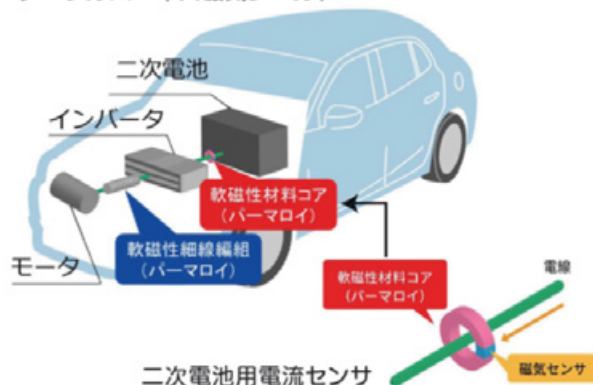 二次電池
インバータ
軟磁性材料コア
(パーマロイ)
軟磁性細線編組
(パーマロイ)
モータ
軟磁性材料コア
(パーマロイ)
電線
磁気センサ
二次電池用電流センサ